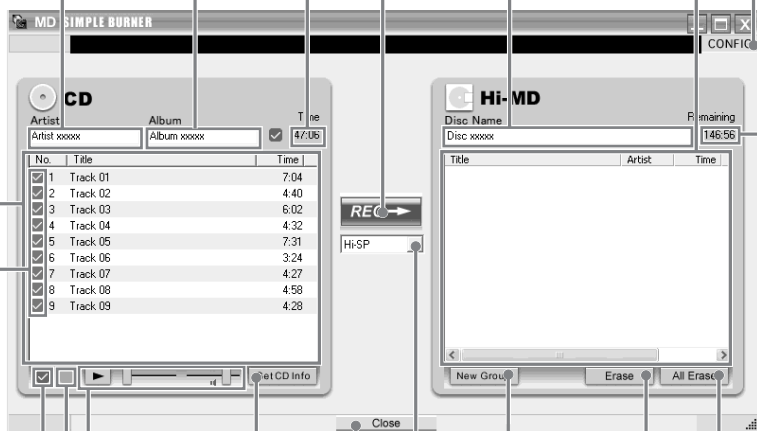 MD SIMPLE BURNER
CONFIG
CD
Artist Album Time
Artist xxxxx Album xxxxx 47:06
No. Title Time
1 Track 01 7:04
2 Track 02 4:40
3 Track 03 6:02
4 Track 04 4:32
5 Track 05 7:31
6 Track 06 3:24
7 Track 07 4:27
8 Track 08 4:58
9 Track 09 4:28
Get CD Info
REC
Hi-SP
Hi-MD
Disc Name Remaining
Disc xxxxx 146:56
Title Artist Time
New Group Erase All Erase
Close